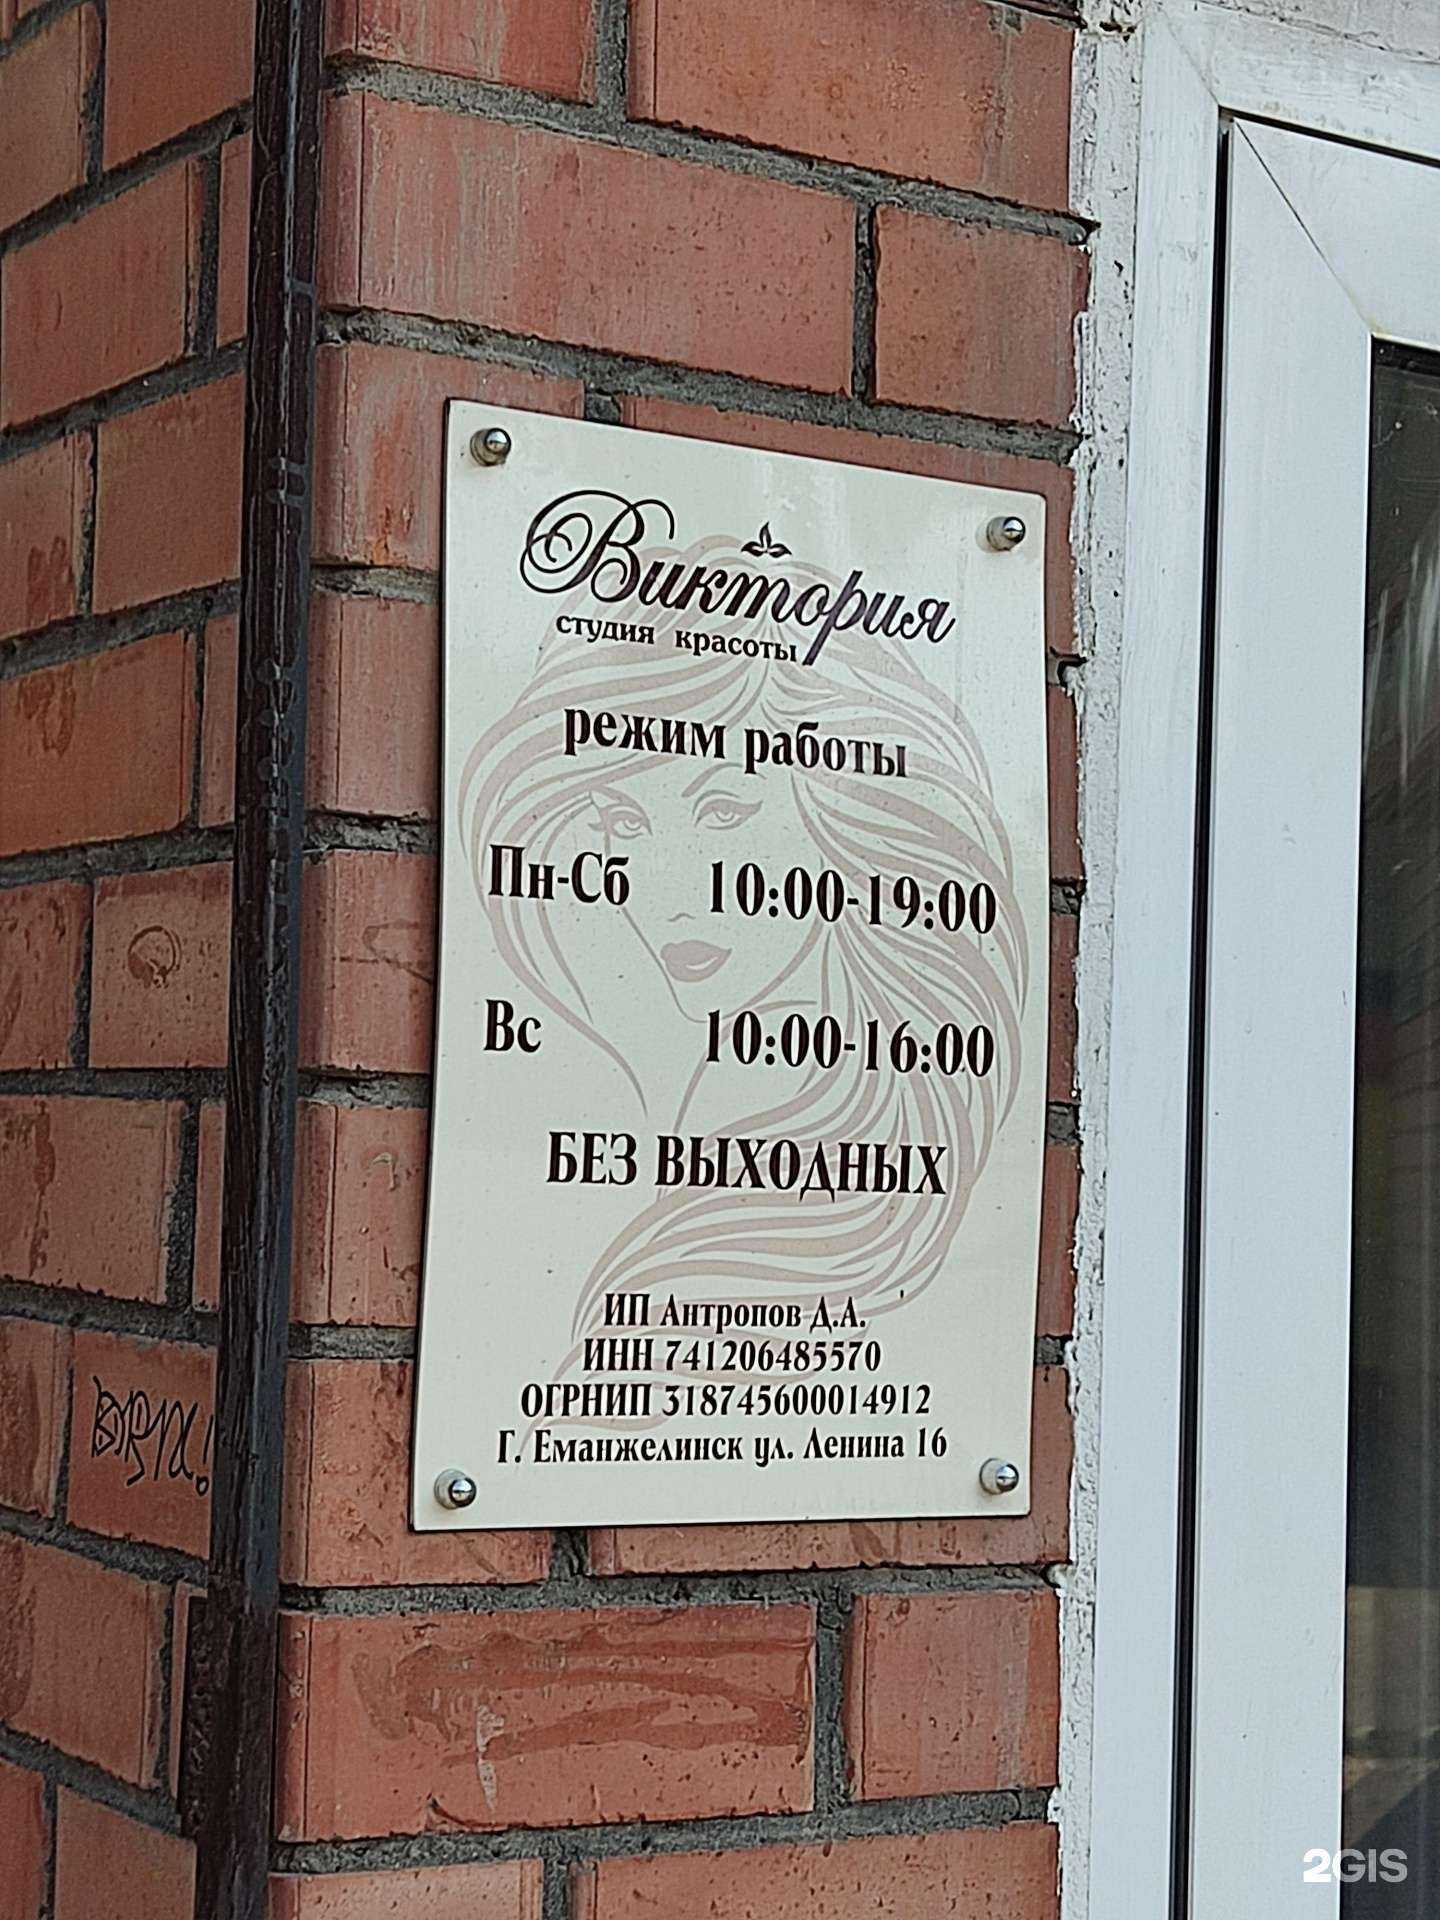 Виктория
студия красоты
режим работы
Пн-Сб 10:00-19:00
Вс 10:00-16:00
БЕЗ ВЫХОДНЫХ
ИП Антропов Д.А.
ИНН 741206485570
ОГРНИП 318745600014912
Г. Еманжелинск ул. Ленина 16
2GIS